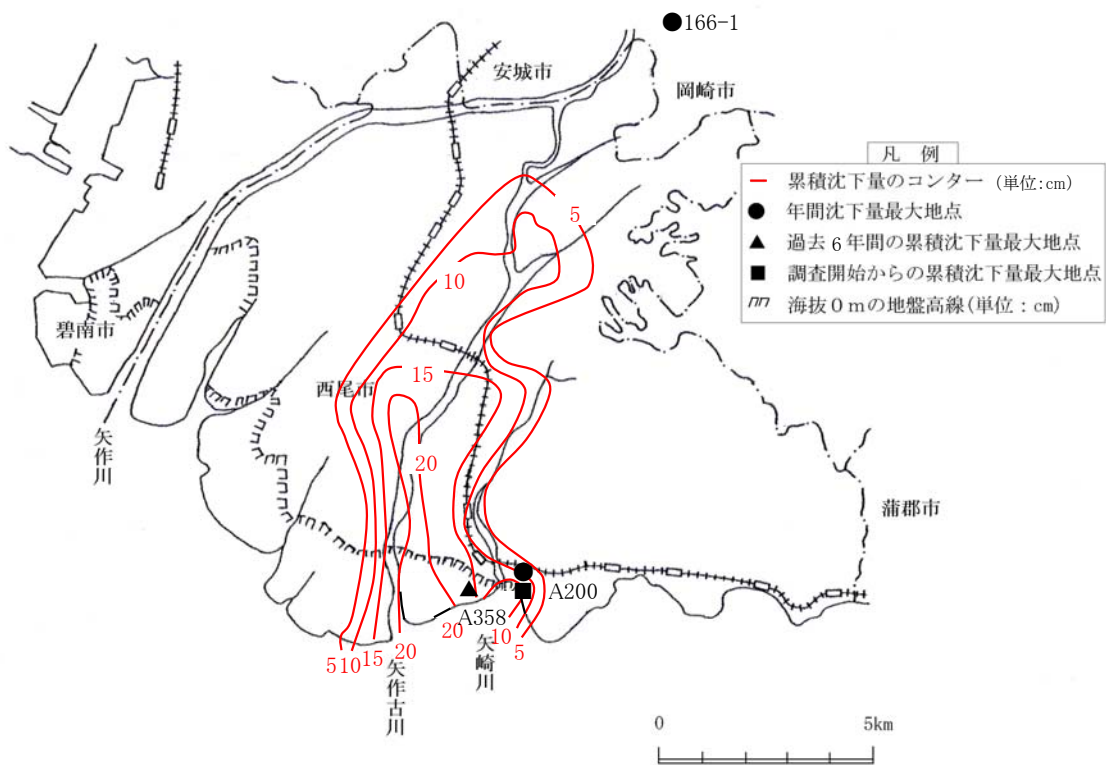 166-1
安城市
岡崎市
凡 例
累積沈下量のコンター (単位:cm)
年間沈下量最大地点
過去6年間の累積沈下量最大地点
調査開始からの累積沈下量最大地点
海抜0mの地盤高線(単位:cm)
5
10
碧南市
西尾市
15
矢作川
20
蒲郡市
A200
A358
20
10
5
5
10
15
20
矢作古川
矢崎川
0
5km